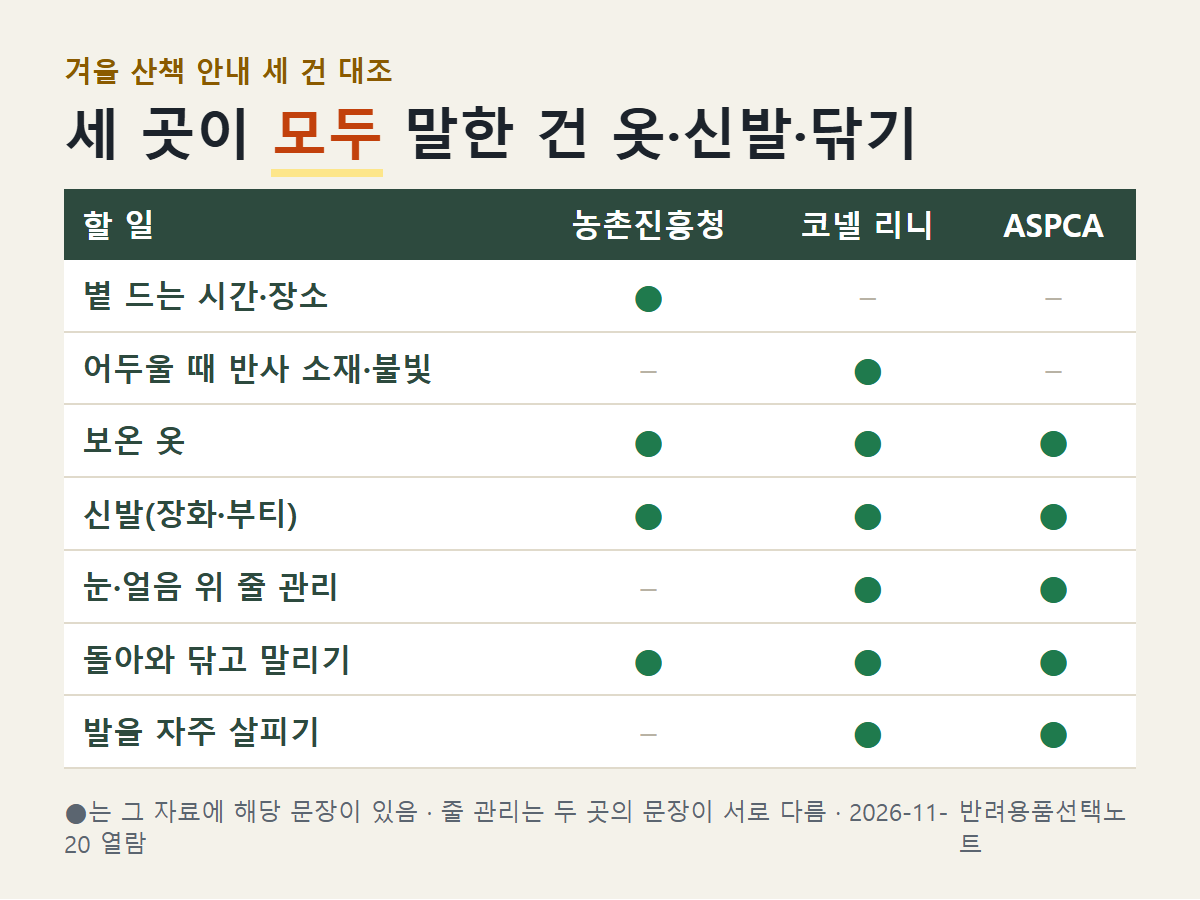 겨울 산책 안내 세 건 대조
세 곳이 모두 말한 건 옷·신발·닦기
할 일 농촌진흥청 코넬 리니 ASPCA
볕 드는 시간·장소 ● – –
어두울 때 반사 소재·불빛 – ● –
보온 옷 ● ● ●
신발(장화·부티) ● ● ●
눈·얼음 위 줄 관리 – ● ●
돌아와 닦고 말리기 ● ● ●
발을 자주 살피기 – ● ●
●는 그 자료에 해당 문장이 있음 · 줄 관리는 두 곳의 문장이 서로 다름 · 2026-11-
20 열람
반려용품선택노
트